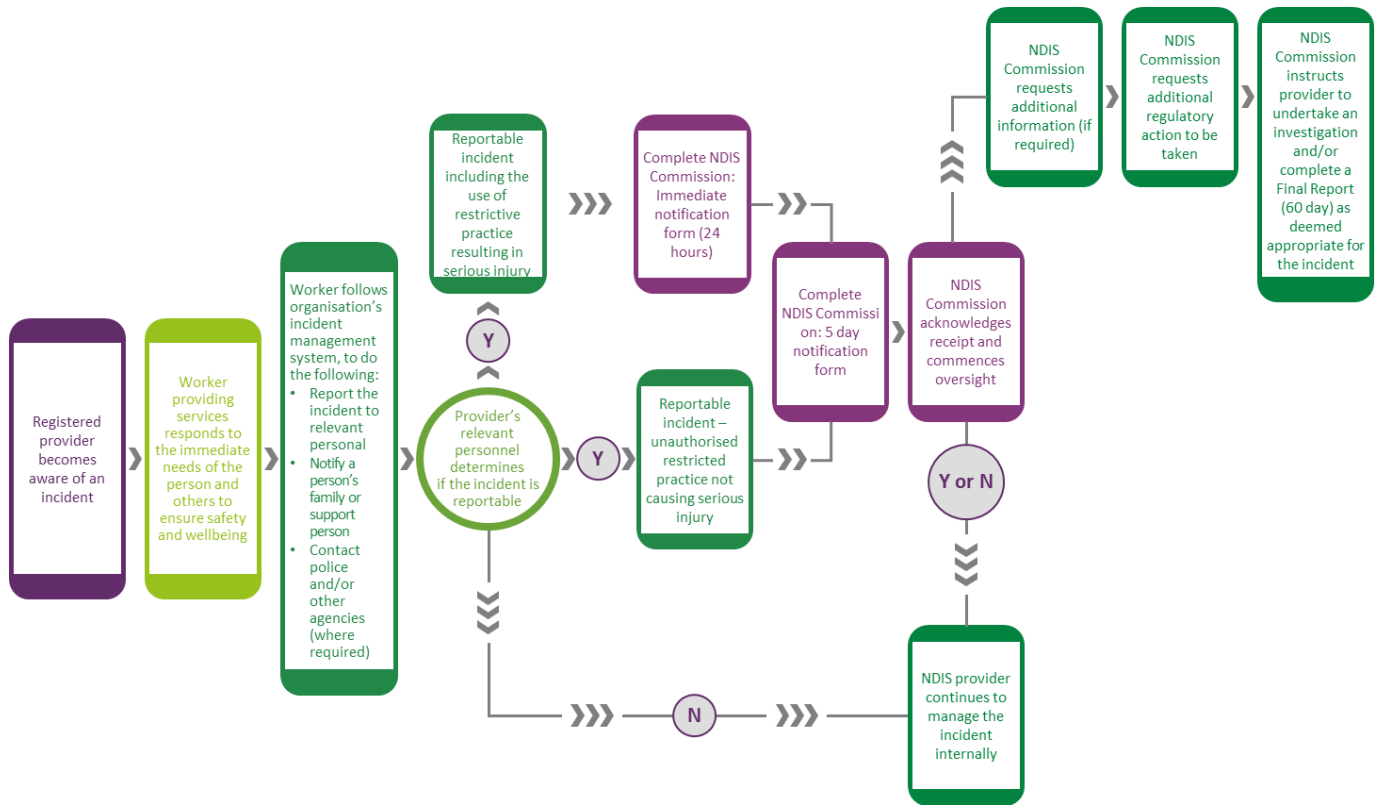 Registered
provider
becomes
aware of an
incident
Worker
providing
services
responds to
the immediate
needs of the
person and
others to
ensure safety
and wellbeing
Worker follows
organisation’s
incident
management
system, to do
the following:
• Report the
incident to
relevant
personal
• Notify a
person’s
family or
support
person
• Contact
police
and/or
other
agencies
(where
required)
Provider’s
relevant
personnel
determines
if the incident is
reportable
Y
Reportable
incident
including the
use of
restrictive
practice
resulting in
serious injury
Complete NDIS
Commission:
Immediate
notification
form (24
hours)
Y
Reportable
incident –
unauthorised
restricted
practice not
causing serious
injury
Complete
NDIS Commissi
on: 5 day
notification
form
NDIS
Commission
acknowledges
receipt and
commences
oversight
NDIS
Commission
requests
additional
information (if
required)
NDIS
Commission
requests
additional
regulatory
action to be
taken
NDIS
Commission
instructs
provider to
undertake an
investigation
and/or
complete a
Final Report
(60 day) as
deemed
appropriate for
the incident
Y or N
N
NDIS provider
continues to
manage the
incident
internally